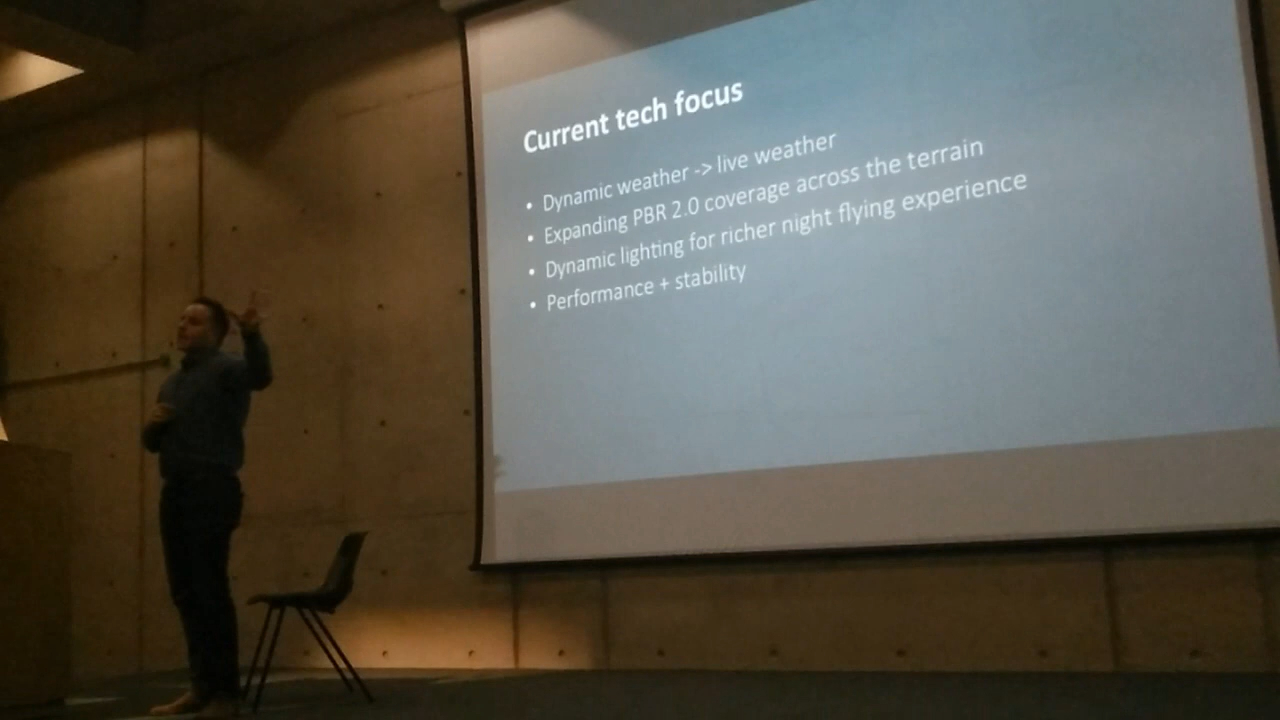 Current tech focus
• Dynamic weather -> live weather
• Expanding PBR 2.0 coverage across the terrain
• Dynamic lighting for richer night flying experience
• Performance + stability